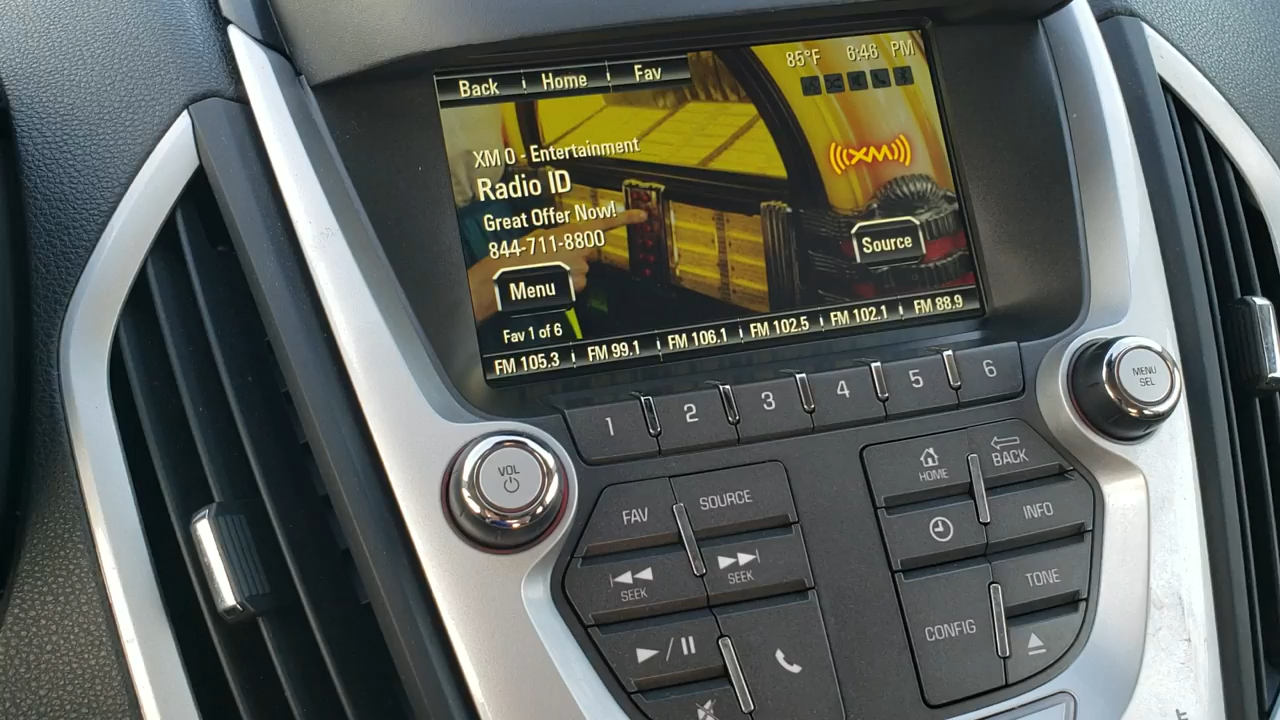 Back Home Fav
85°F 6:46 PM
XM 0 - Entertainment
Radio ID
Great Offer Now!
844-711-8800
((XM))
Source
Menu
Fav 1 of 6
FM 105.3 FM 99.1 FM 106.1 FM 102.5 FM 102.1 FM 88.9
1 2 3 4 5 6
MENU
SEL
VOL
FAV SOURCE
HOME BACK
INFO
SEEK SEEK
TONE
CONFIG